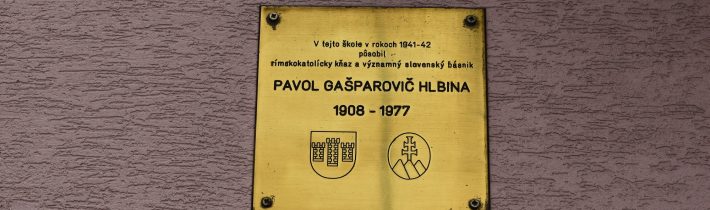 V tejto škole v rokoch 1941-42
pôsobil
rímskokatolícky kňaz a významný slovenský básnik
PAVOL GAŠPAROVIČ HLBINA
1908 - 1977